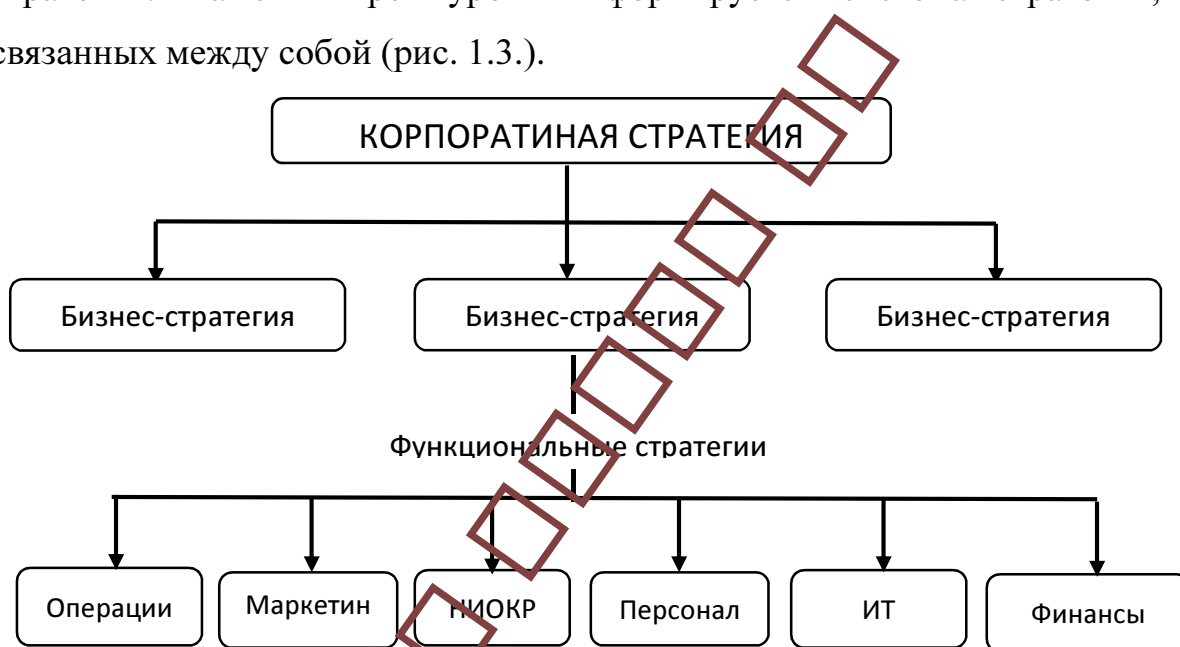 связанных между собой (рис. 1.3.).
КОРПОРАТИНАЯ СТРАТЕГИЯ
Бизнес-стратегия Бизнес-стратегия Бизнес-стратегия
Функциональные стратегии
Операции Маркетин НИОКР Персонал ИТ Финансы